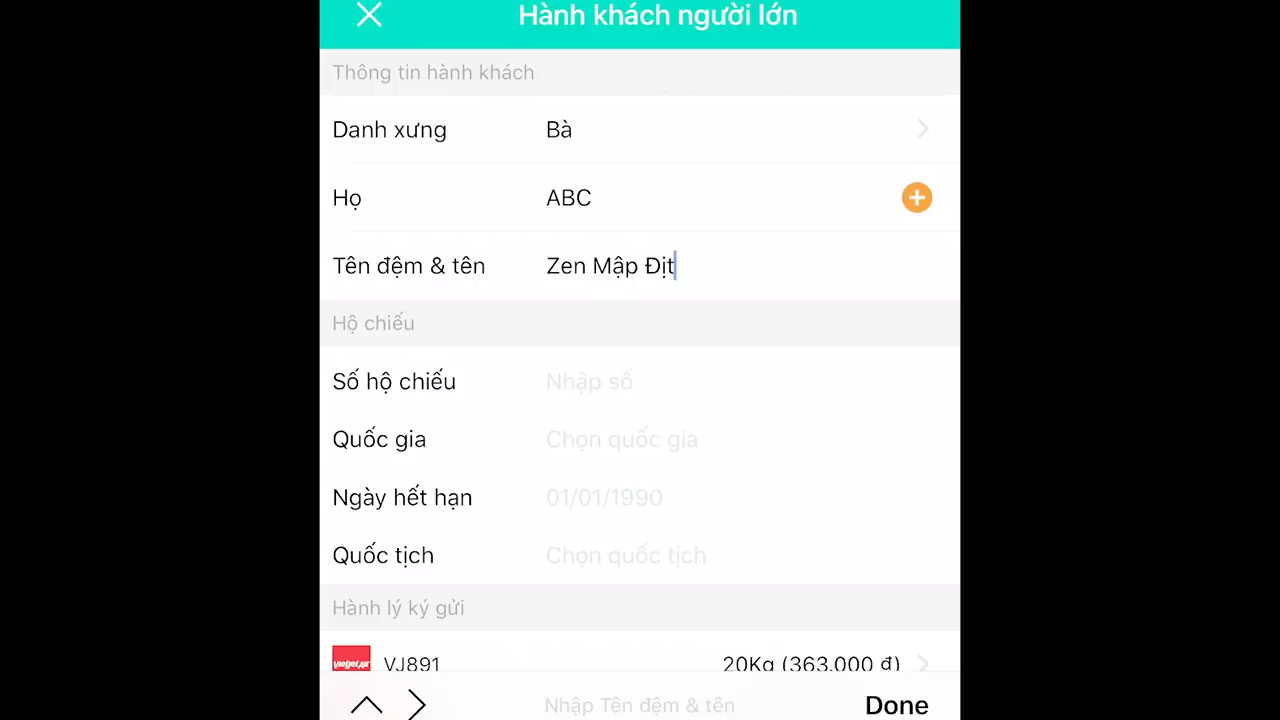 Hành khách người lớn
Thông tin hành khách
Danh xưng Bà
Họ ABC
Tên đệm & tên Zen Mập Địt
Hộ chiếu
Số hộ chiếu Nhập số
Quốc gia Chọn quốc gia
Ngày hết hạn 01/01/1990
Quốc tịch Chọn quốc tịch
Hành lý ký gửi
vietjet Air VJ891 20Kg (363.000 đ)
Nhập Tên đệm & tên Done